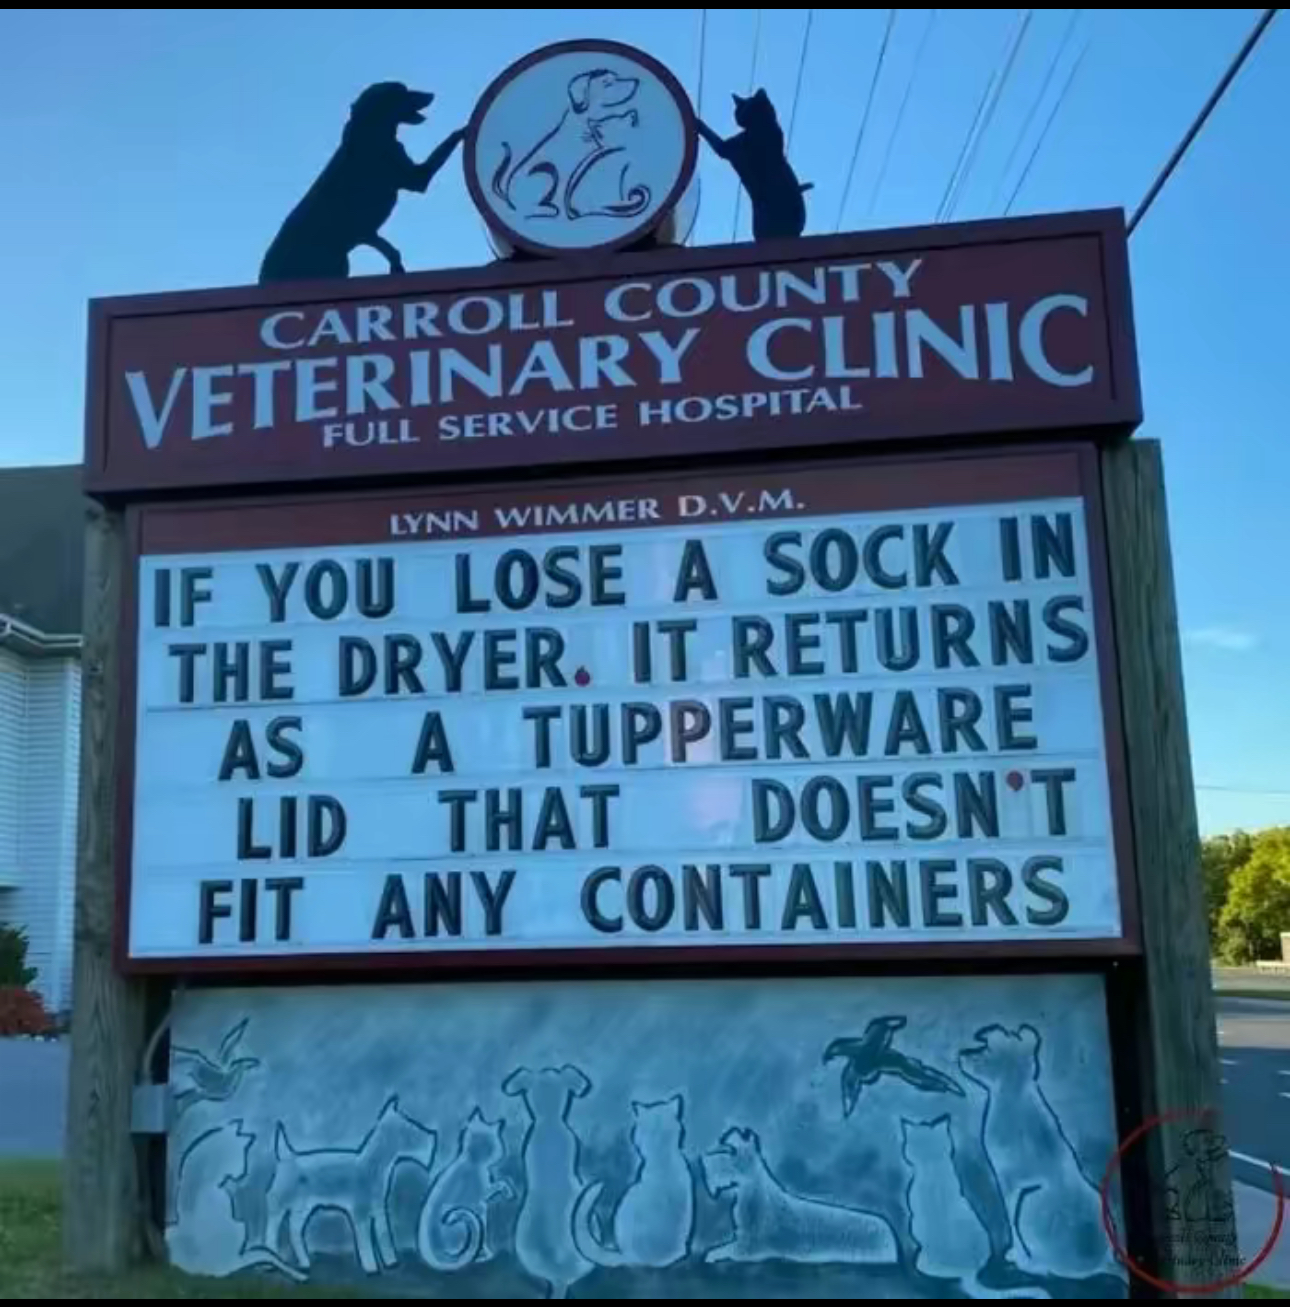 CARROLL COUNTY
VETERINARY CLINIC
FULL SERVICE HOSPITAL
LYNN WIMMER D.V.M.
IF YOU LOSE A SOCK IN
THE DRYER. IT RETURNS
AS A TUPPERWARE
LID THAT DOESN'T
FIT ANY CONTAINERS